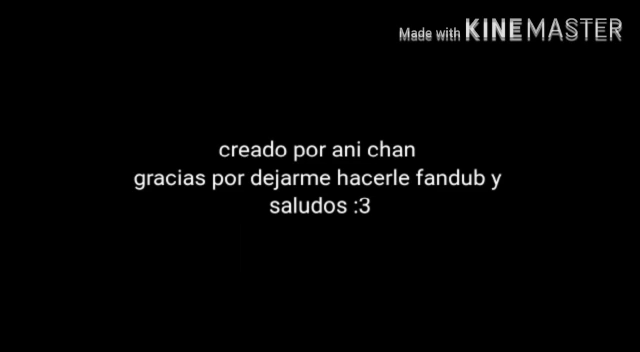 Made with KINEMASTER
creado por ani chan
gracias por dejarme hacerle fandub y
saludos :3